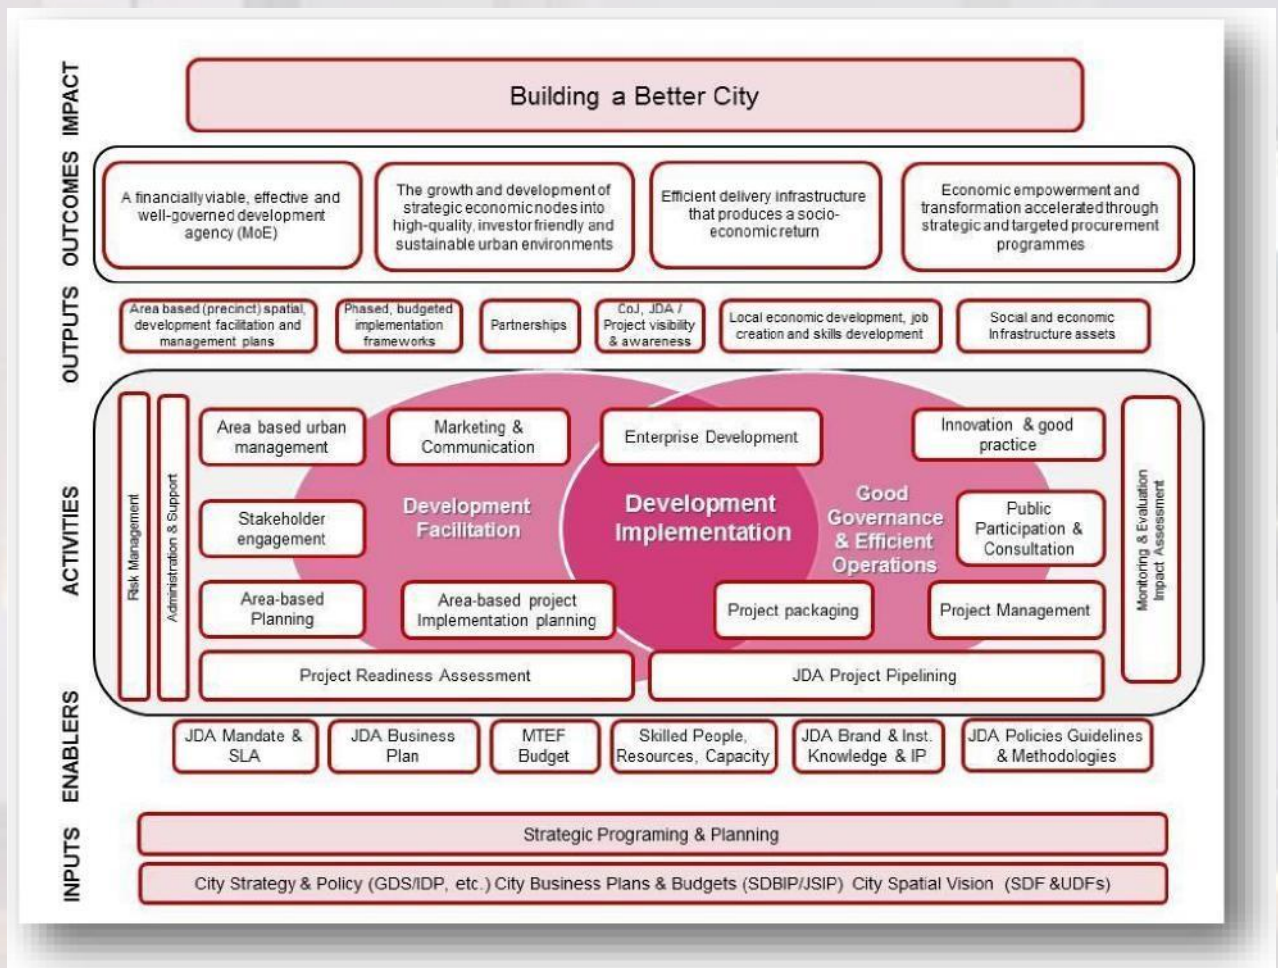 IMPACT
Building a Better City
OUTCOMES
A financially viable, effective and
well-governed development
agency (MoE)
The growth and development of
strategic economic nodes into
high-quality, investor friendly and
sustainable urban environments
Efficient delivery infrastructure
that produces a socio-
economic return
Economic empowerment and
transformation accelerated through
strategic and targeted procurement
programmes
OUTPUTS
Area based (precinct) spatial,
development facilitation and
management plans
Phased, budgeted
implementation
frameworks
Partnerships
CoJ, JDA /
Project visibility
& awareness
Local economic development, job
creation and skills development
Social and economic
Infrastructure assets
ACTIVITIES
Risk Management
Administration & Support
Area based urban
management
Marketing &
Communication
Enterprise Development
Innovation & good
practice
Stakeholder
engagement
Development
Facilitation
Development
Implementation
Good
Governance
& Efficient
Operations
Public
Participation &
Consultation
Area-based
Planning
Area-based project
Implementation planning
Project packaging
Project Management
Project Readiness Assessment
JDA Project Pipelining
Monitoring & Evaluation
Impact Assessment
ENABLERS
JDA Mandate &
SLA
JDA Business
Plan
MTEF
Budget
Skilled People,
Resources, Capacity
JDA Brand & Inst.
Knowledge & IP
JDA Policies Guidelines
& Methodologies
INPUTS
Strategic Programing & Planning
City Strategy & Policy (GDS/IDP, etc.) City Business Plans & Budgets (SDBIP/JSIP) City Spatial Vision (SDF &UDFs)